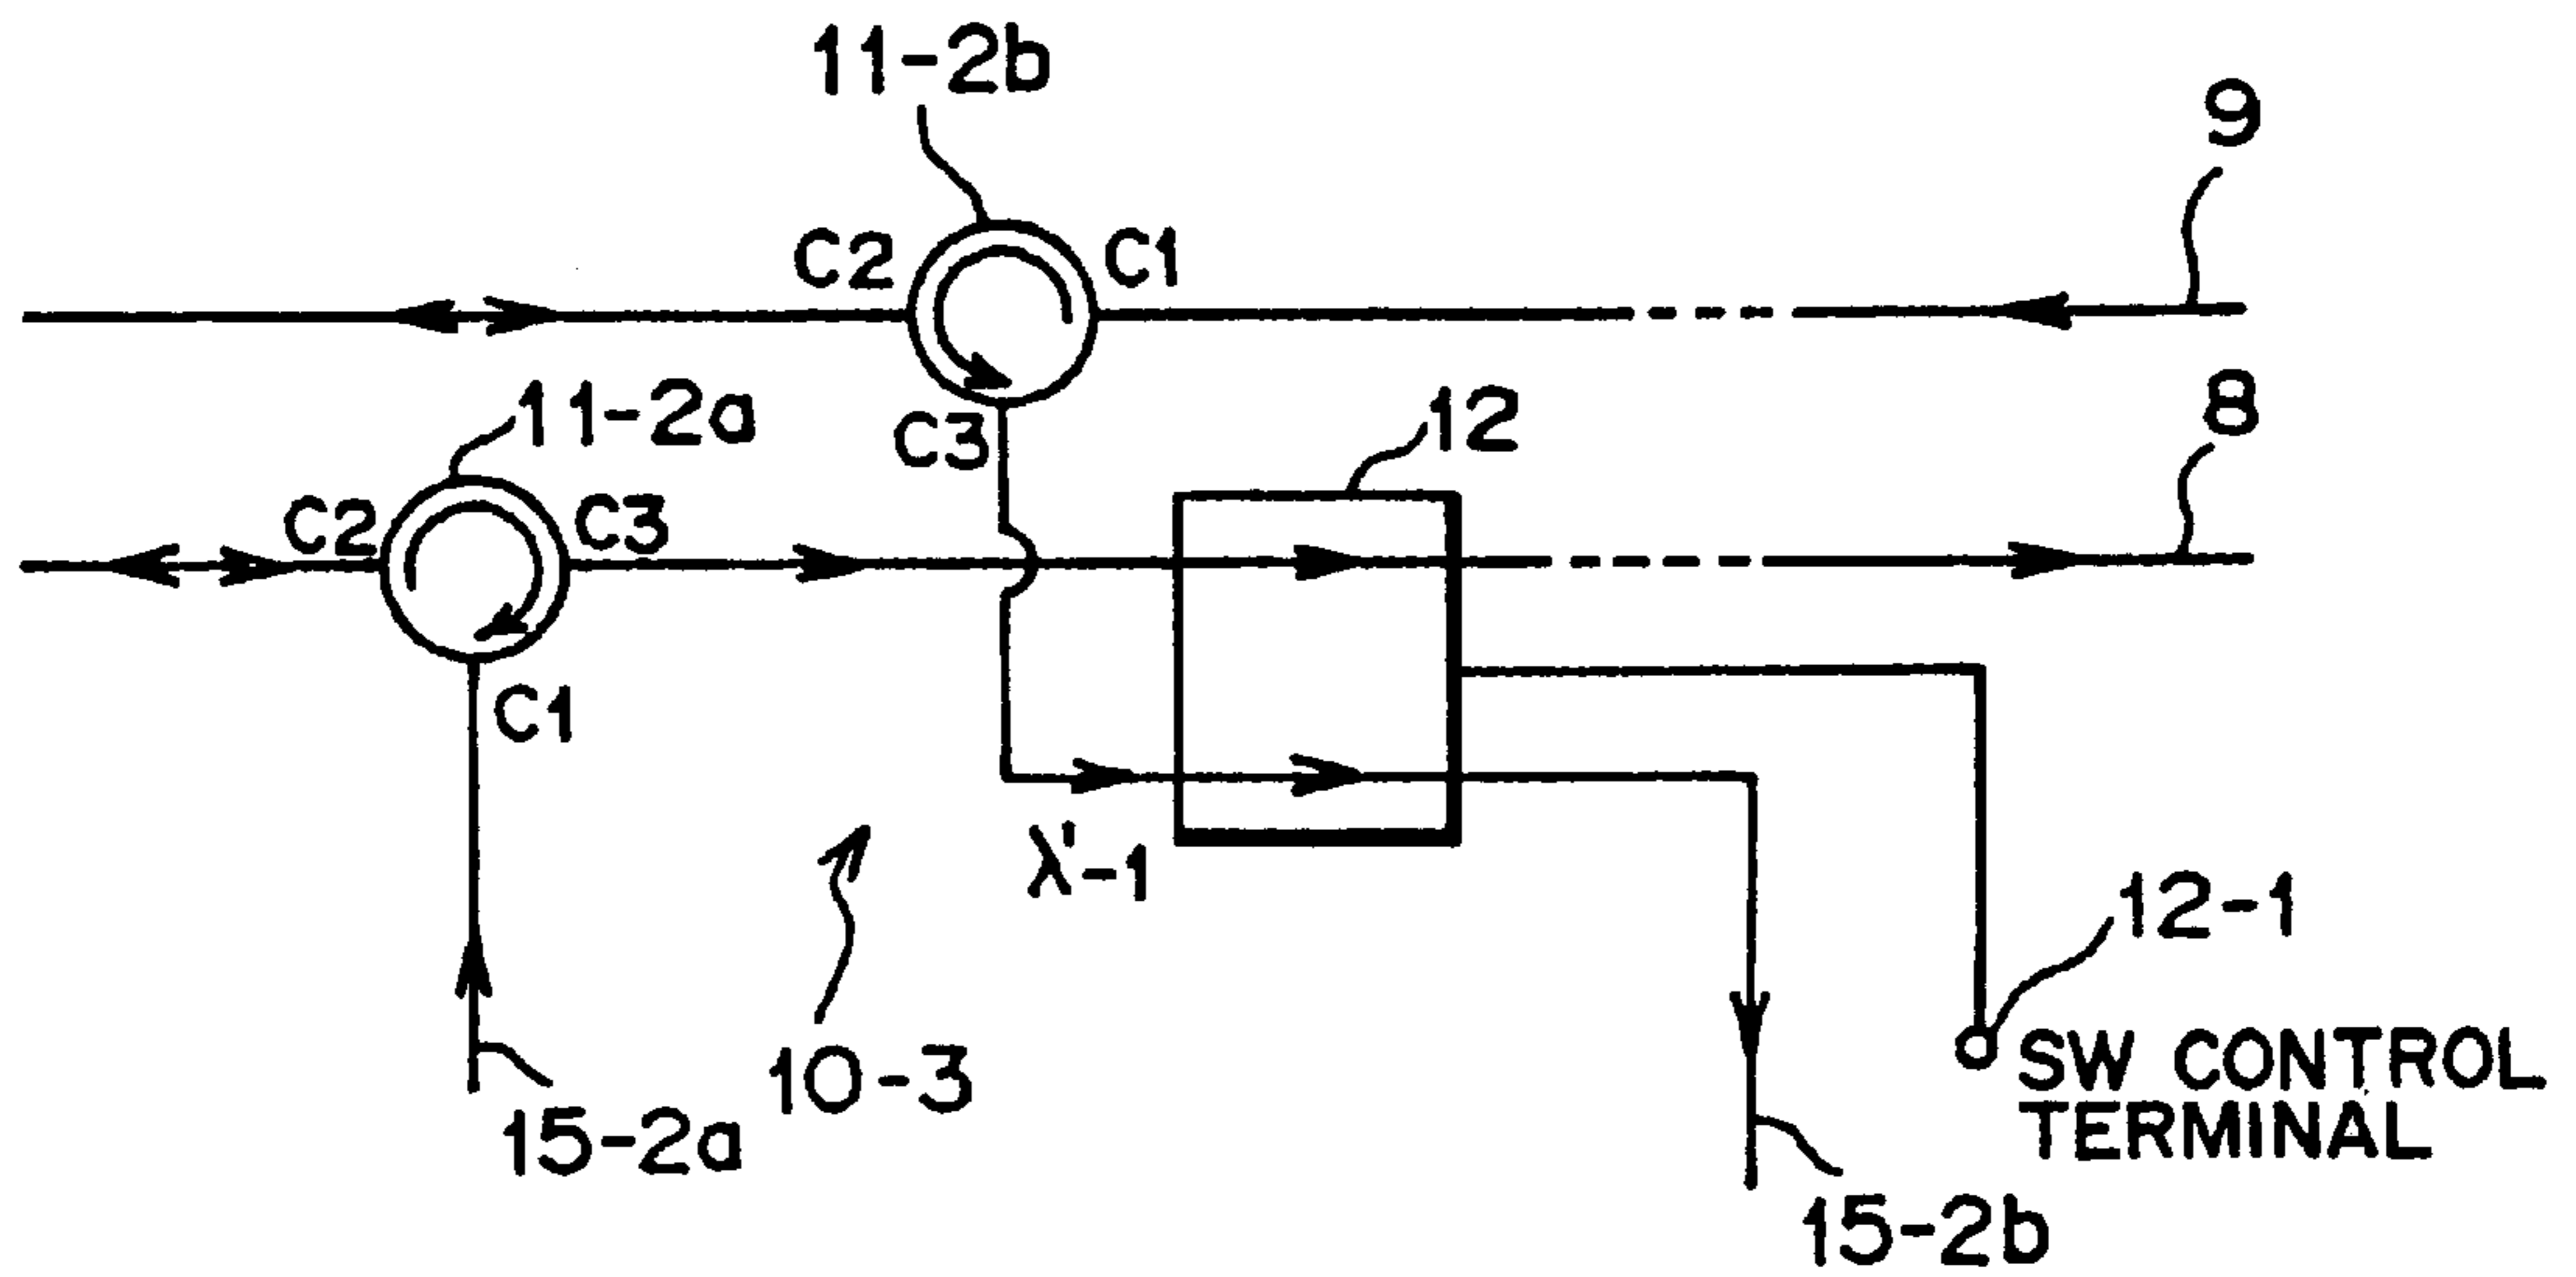 11-2b
9
C2
C1
11-2a
8
C3
12
C2
C3
C1
λ'-1
12-1
10-3
SW CONTROL
TERMINAL
15-2a
15-2b